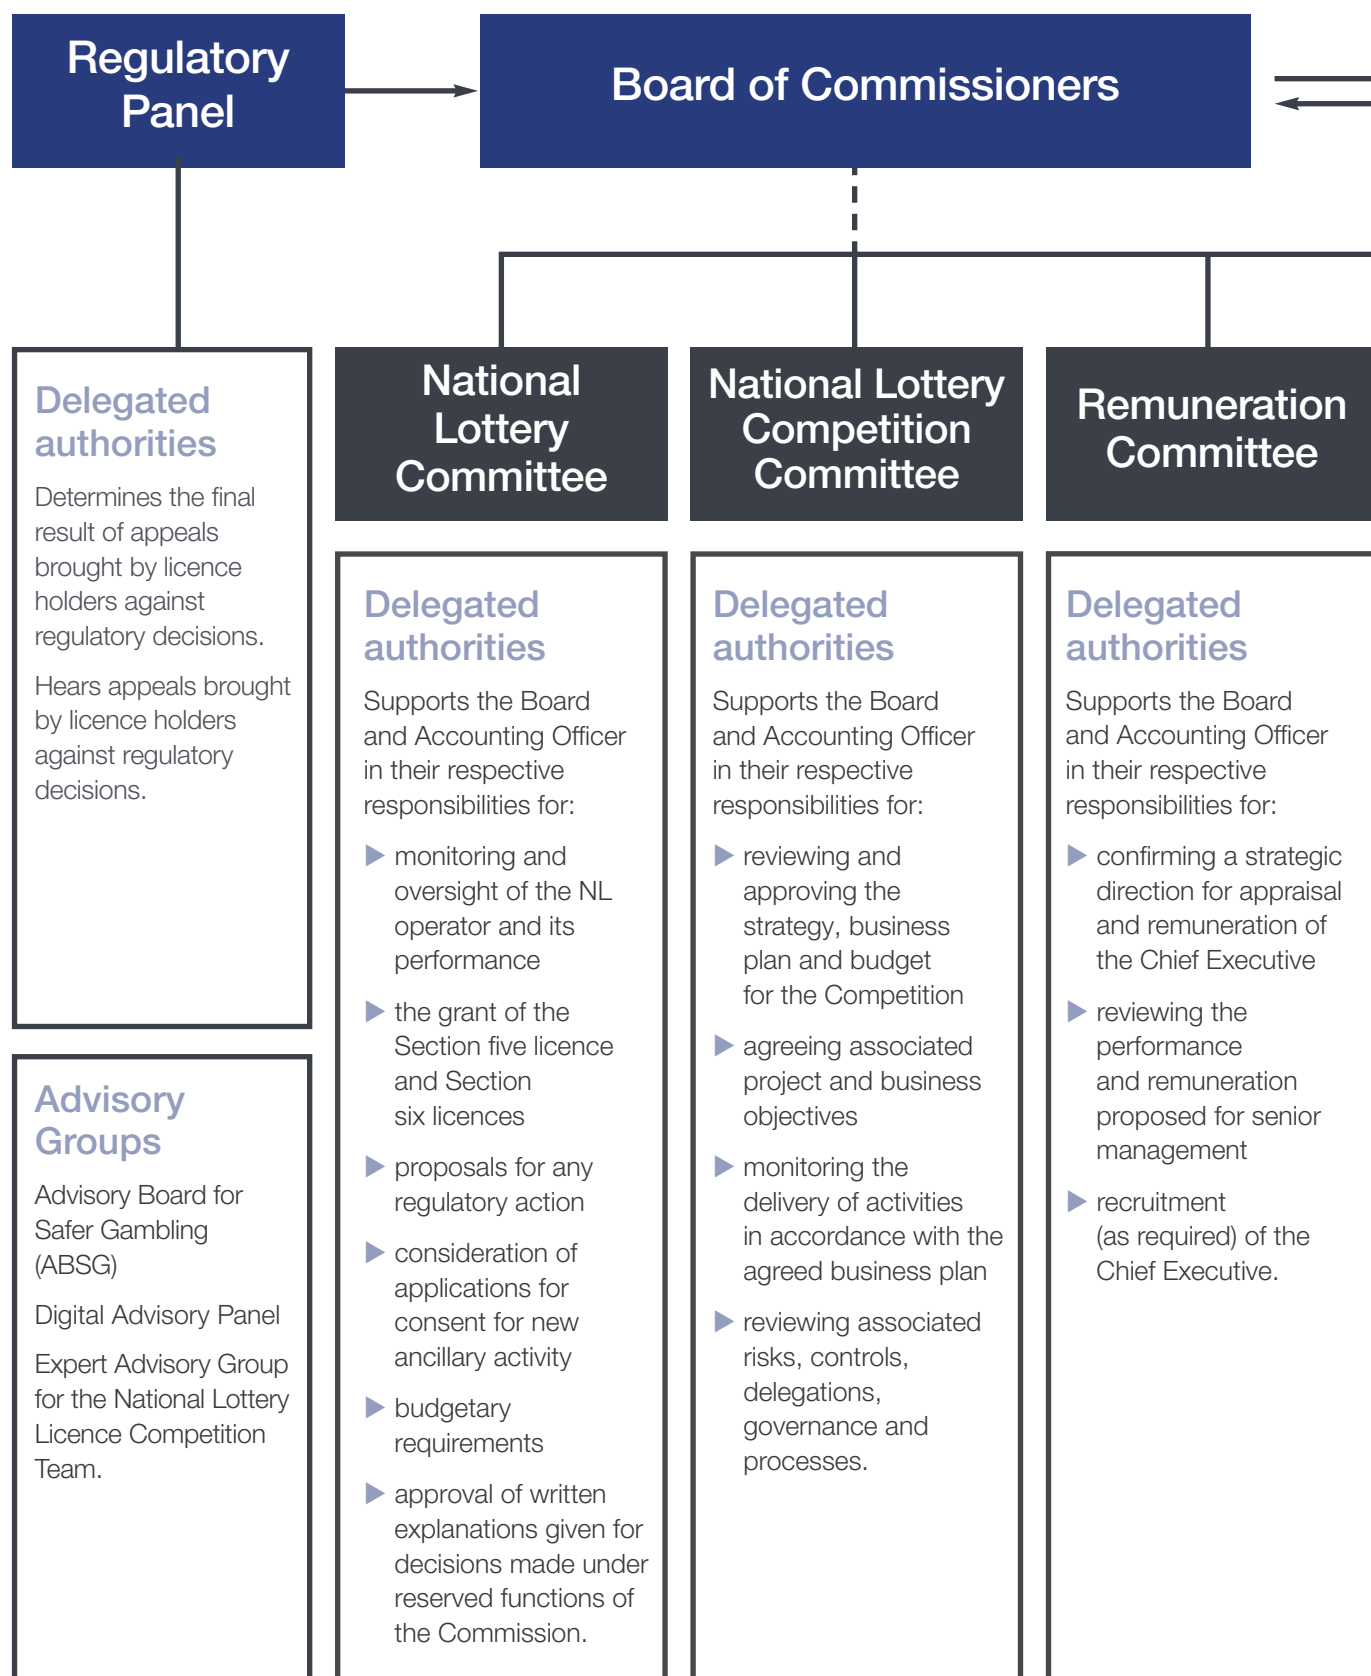 Regulatory
Panel
Board of Commissioners
Delegated
authorities
Determines the final
result of appeals
brought by licence
holders against
regulatory decisions.
Hears appeals brought
by licence holders
against regulatory
decisions.
Advisory
Groups
Advisory Board for
Safer Gambling
(ABSG)
Digital Advisory Panel
Expert Advisory Group
for the National Lottery
Licence Competition
Team.
National
Lottery
Committee
Delegated
authorities
Supports the Board
and Accounting Officer
in their respective
responsibilities for:
monitoring and
oversight of the NL
operator and its
performance
the grant of the
Section five licence
and Section
six licences
proposals for any
regulatory action
consideration of
applications for
consent for new
ancillary activity
budgetary
requirements
approval of written
explanations given for
decisions made under
reserved functions of
the Commission.
National Lottery
Competition
Committee
Delegated
authorities
Supports the Board
and Accounting Officer
in their respective
responsibilities for:
reviewing and
approving the
strategy, business
plan and budget
for the Competition
agreeing associated
project and business
objectives
monitoring the
delivery of activities
in accordance with the
agreed business plan
reviewing associated
risks, controls,
delegations,
governance and
processes.
Remuneration
Committee
Delegated
authorities
Supports the Board
and Accounting Officer
in their respective
responsibilities for:
confirming a strategic
direction for appraisal
and remuneration of
the Chief Executive
reviewing the
performance
and remuneration
proposed for senior
management
recruitment
(as required) of the
Chief Executive.